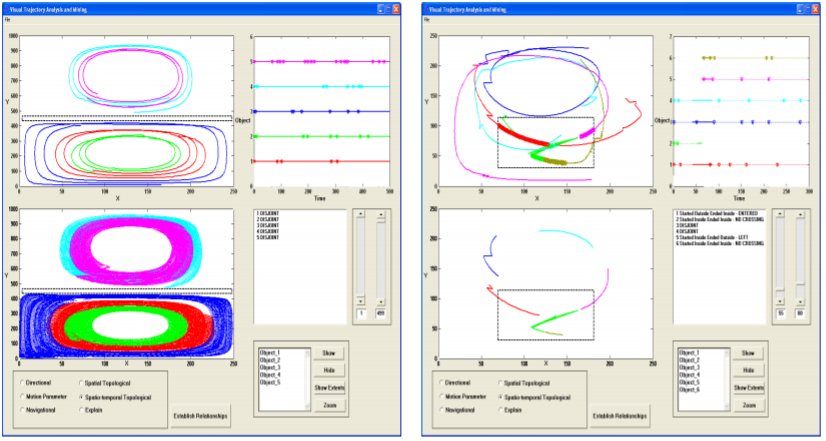 Visual Trajectory Analysis and Mining
File
1000
900
800
700
600
500
400
300
200
100
0
Y
0 50 100 150 200 250
X
6
5
4
3
2
1
0
Object
0 100 200 300 400 500
Time
1000
900
800
700
600
500
400
300
200
100
0
Y
0 50 100 150 200 250
X
1 DISJOINT
2 DISJOINT
3 DISJOINT
4 DISJOINT
5 DISJOINT
1 499
Object_1
Object_2
Object_3
Object_4
Object_5
Show
Hide
Show Extents
Zoom
Directional
Spatial Topological
Motion Parameter
Spatio-temporal Topological
Navigational
Explain
Establish Relationships
Visual Trajectory Analysis and Mining
File
250
200
150
100
50
0
Y
0 50 100 150 200 250
X
7
6
5
4
3
2
1
0
Object
0 100 200 300 400 500
Time
250
200
150
100
50
0
Y
0 50 100 150 200 250
X
1 Started Outside Ended Inside - ENTERED
2 Started Inside Ended Inside - NO CROSSING
3 DISJOINT
4 DISJOINT
5 Started Inside Ended Outside - LEFT
6 Started Inside Ended Inside - NO CROSSING
60
Object_1
Object_2
Object_3
Object_4
Object_5
Object_6
Show
Hide
Show Extents
Zoom
Directional
Spatial Topological
Motion Parameter
Spatio-temporal Topological
Navigational
Explain
Establish Relationships